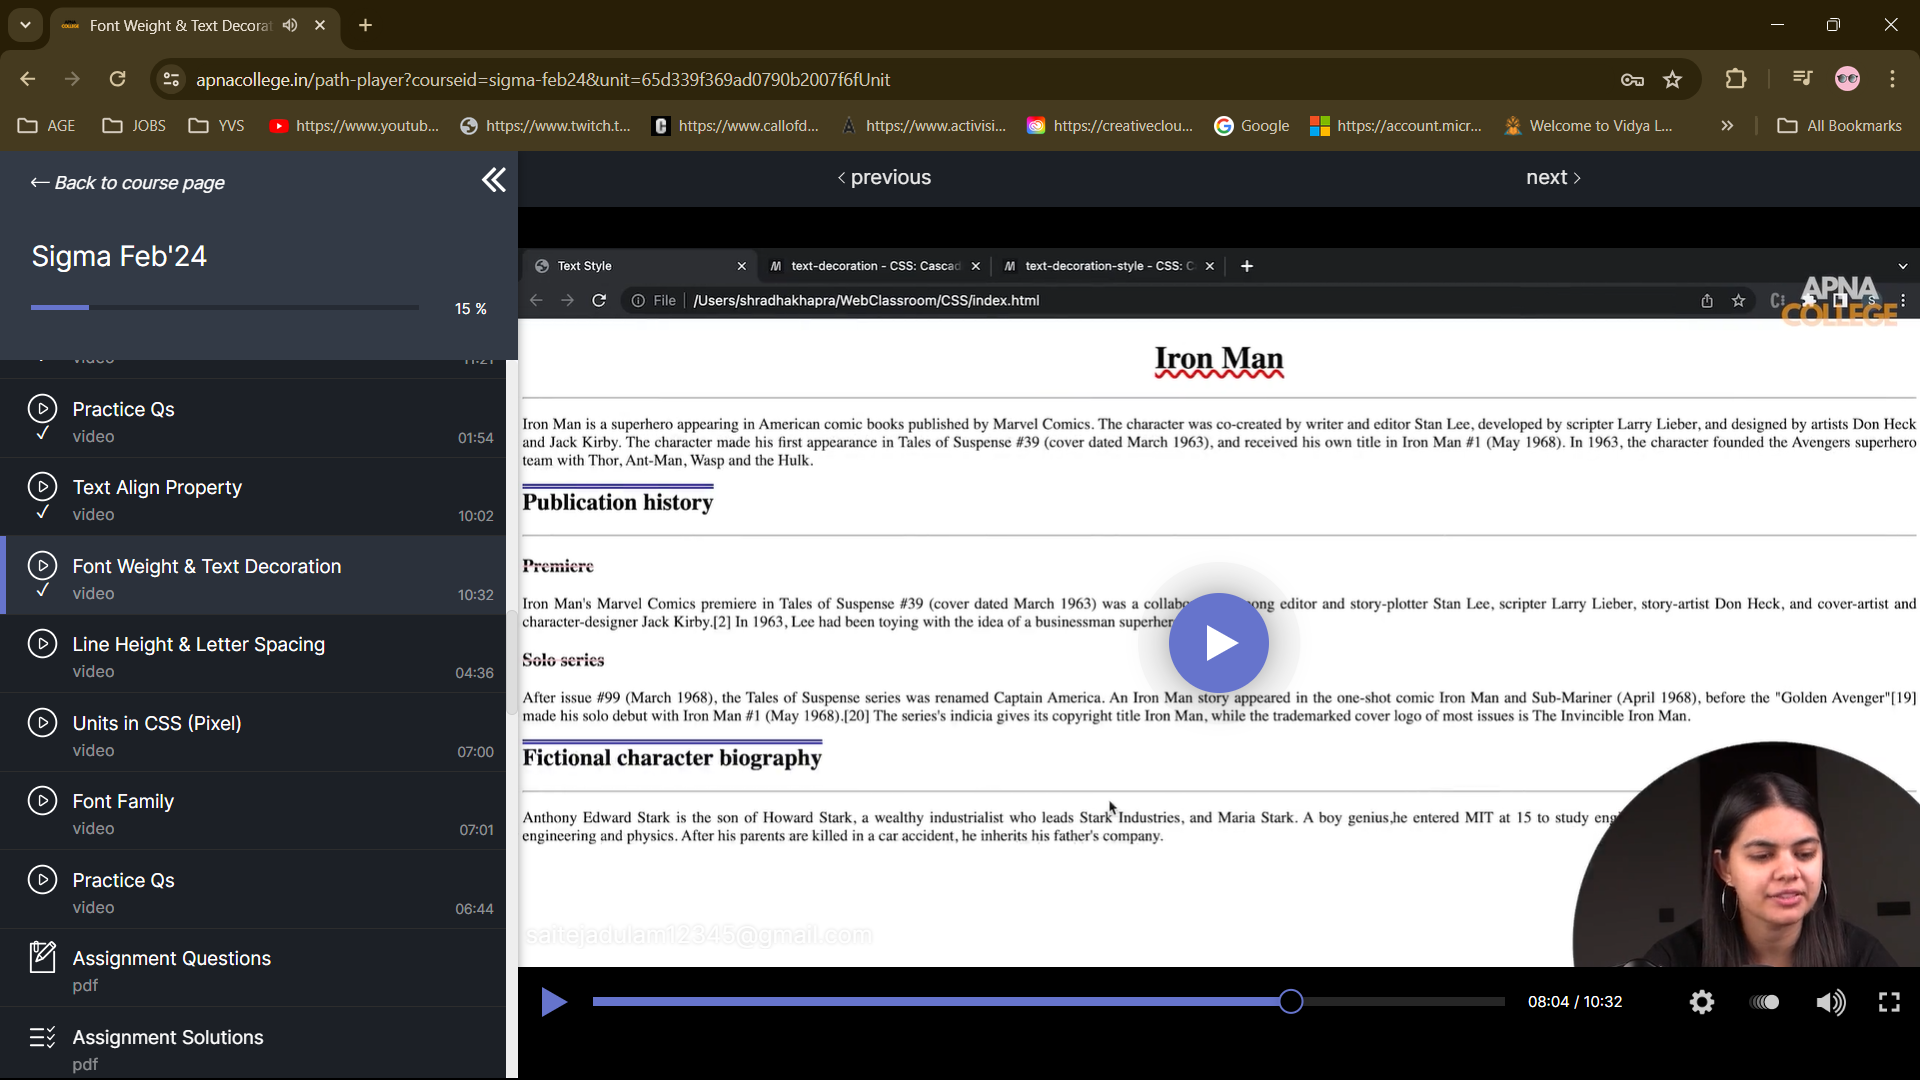 Font Weight & Text Decorat
apnacollege.in/path-player?courseid=sigma-feb24&unit=65d339f369ad0790b2007f6fUnit
AGE
JOBS
YVS
https://www.youtub...
https://www.twitch.t...
https://www.callofd...
https://www.activisi...
https://creativeclou...
Google
https://account.micr...
Welcome to Vidya L...
All Bookmarks
← Back to course page
Sigma Feb'24
15 %
video
11:21
Practice Qs
video
01:54
Text Align Property
video
10:02
Font Weight & Text Decoration
video
10:32
Line Height & Letter Spacing
video
04:36
Units in CSS (Pixel)
video
07:00
Font Family
video
07:01
Practice Qs
video
06:44
Assignment Questions
pdf
Assignment Solutions
pdf
‹ previous
next ›
Text Style
text-decoration - CSS: Cascad
text-decoration-style - CSS: C
File
/Users/shradhakhapra/WebClassroom/CSS/index.html
APNA
COLLEGE
Iron Man
Iron Man is a superhero appearing in American comic books published by Marvel Comics. The character was co-created by writer and editor Stan Lee, developed by scripter Larry Lieber, and designed by artists Don Heck
and Jack Kirby. The character made his first appearance in Tales of Suspense #39 (cover dated March 1963), and received his own title in Iron Man #1 (May 1968). In 1963, the character founded the Avengers superhero
team with Thor, Ant-Man, Wasp and the Hulk.
Publication history
Premiere
Iron Man's Marvel Comics premiere in Tales of Suspense #39 (cover dated March 1963) was a collabo ong editor and story-plotter Stan Lee, scripter Larry Lieber, story-artist Don Heck, and cover-artist and
character-designer Jack Kirby.[2] In 1963, Lee had been toying with the idea of a businessman superher
Solo series
After issue #99 (March 1968), the Tales of Suspense series was renamed Captain America. An Iron Man story appeared in the one-shot comic Iron Man and Sub-Mariner (April 1968), before the "Golden Avenger"[19]
made his solo debut with Iron Man #1 (May 1968).[20] The series's indicia gives its copyright title Iron Man, while the trademarked cover logo of most issues is The Invincible Iron Man.
Fictional character biography
Anthony Edward Stark is the son of Howard Stark, a wealthy industrialist who leads Stark Industries, and Maria Stark. A boy genius,he entered MIT at 15 to study eng
engineering and physics. After his parents are killed in a car accident, he inherits his father's company.
saitejadulam12345@gmail.com
08:04 / 10:32